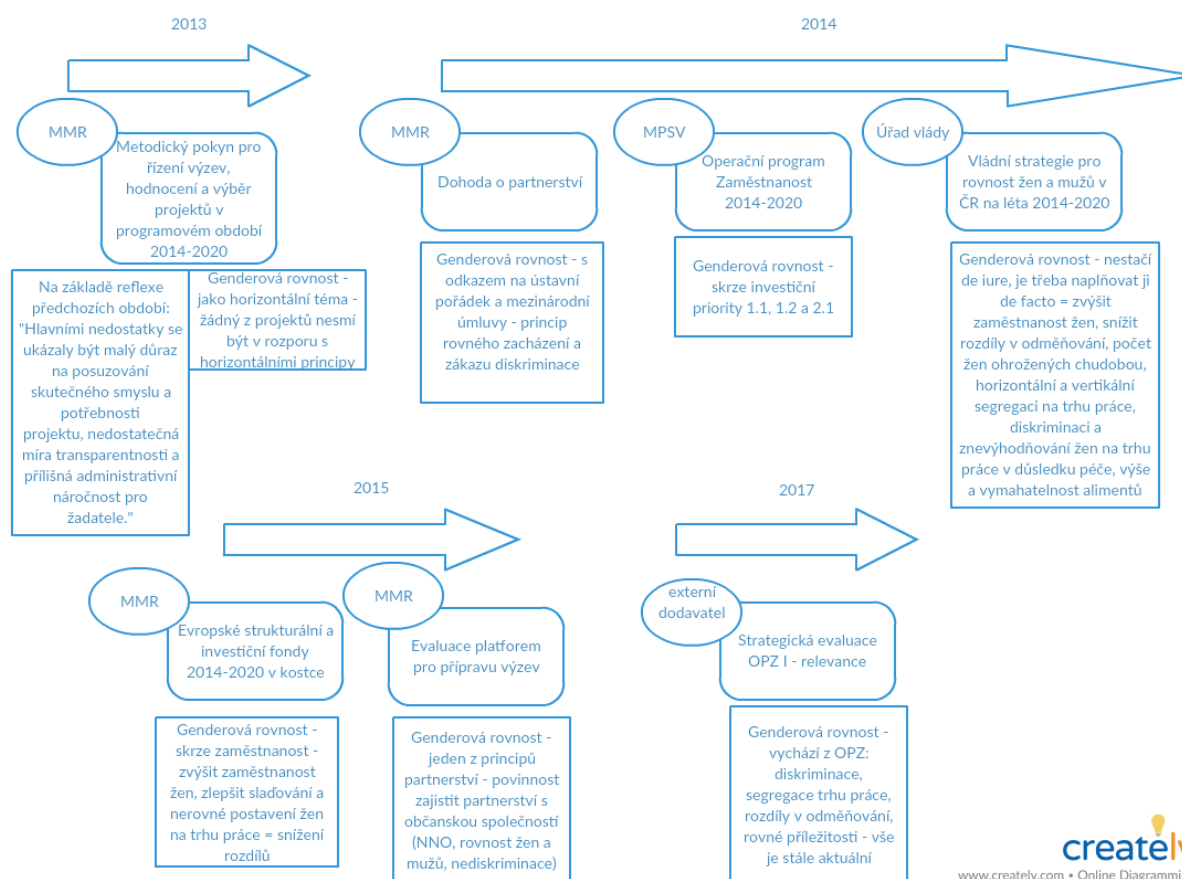 2013
2014
MMR
Metodický pokyn pro
řízení výzev,
hodnocení a výběr
projektů v
programovém období
2014-2020
Na základě reflexe
předchozích období:
"Hlavními nedostatky se
ukázaly být malý důraz
na posuzování
skutečného smyslu a
potřebnosti
projektu, nedostatečná
míra transparentnosti a
přílišná administrativní
náročnost pro
žadatele."
Genderová rovnost -
jako horizontální téma -
žádný z projektů nesmí
být v rozporu s
horizontálními principy
MMR
Dohoda o partnerství
Genderová rovnost - s
odkazem na ústavní
pořádek a mezinárodní
úmluvy - princip
rovného zacházení a
zákazu diskriminace
MPSV
Operační program
Zaměstnanost
2014-2020
Genderová rovnost -
skrze investiční
priority 1.1, 1.2 a 2.1
Úřad vlády
Vládní strategie pro
rovnost žen a mužů v
ČR na léta 2014-2020
Genderová rovnost - nestačí
de iure, je třeba naplňovat ji
de facto = zvýšit
zaměstnanost žen, snížit
rozdíly v odměňování, počet
žen ohrožených chudobou,
horizontální a vertikální
segregaci na trhu práce,
diskriminaci a
znevýhodňování žen na trhu
práce v důsledku péče, výše
a vymahatelnost alimentů
2015
2017
MMR
Evropské strukturální a
investiční fondy
2014-2020 v kostce
Genderová rovnost -
skrze zaměstnanost -
zvýšit zaměstnanost
žen, zlepšit slaďování a
nerovné postavení žen
na trhu práce = snížení
rozdílů
MMR
Evaluace platforem
pro přípravu výzev
Genderová rovnost -
jeden z principů
partnerství - povinnost
zajistit partnerství s
občanskou společností
(NNO, rovnost žen a
mužů, nediskriminace)
externí
dodavatel
Strategická evaluace
OPZ I - relevance
Genderová rovnost -
vychází z OPZ:
diskriminace,
segregace trhu práce,
rozdíly v odměňování,
rovné příležitosti - vše
je stále aktuální
creately
www.creately.com • Online Diagrammi